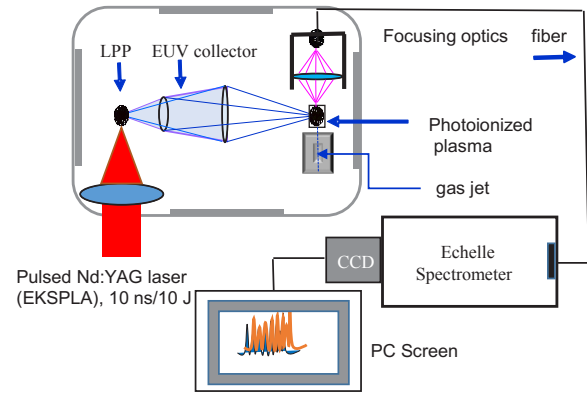 LPP
EUV collector
Focusing optics
fiber
Photoionized
plasma
gas jet
Pulsed Nd:YAG laser
(EKSPLA), 10 ns/10 J
CCD
Echelle
Spectrometer
PC Screen